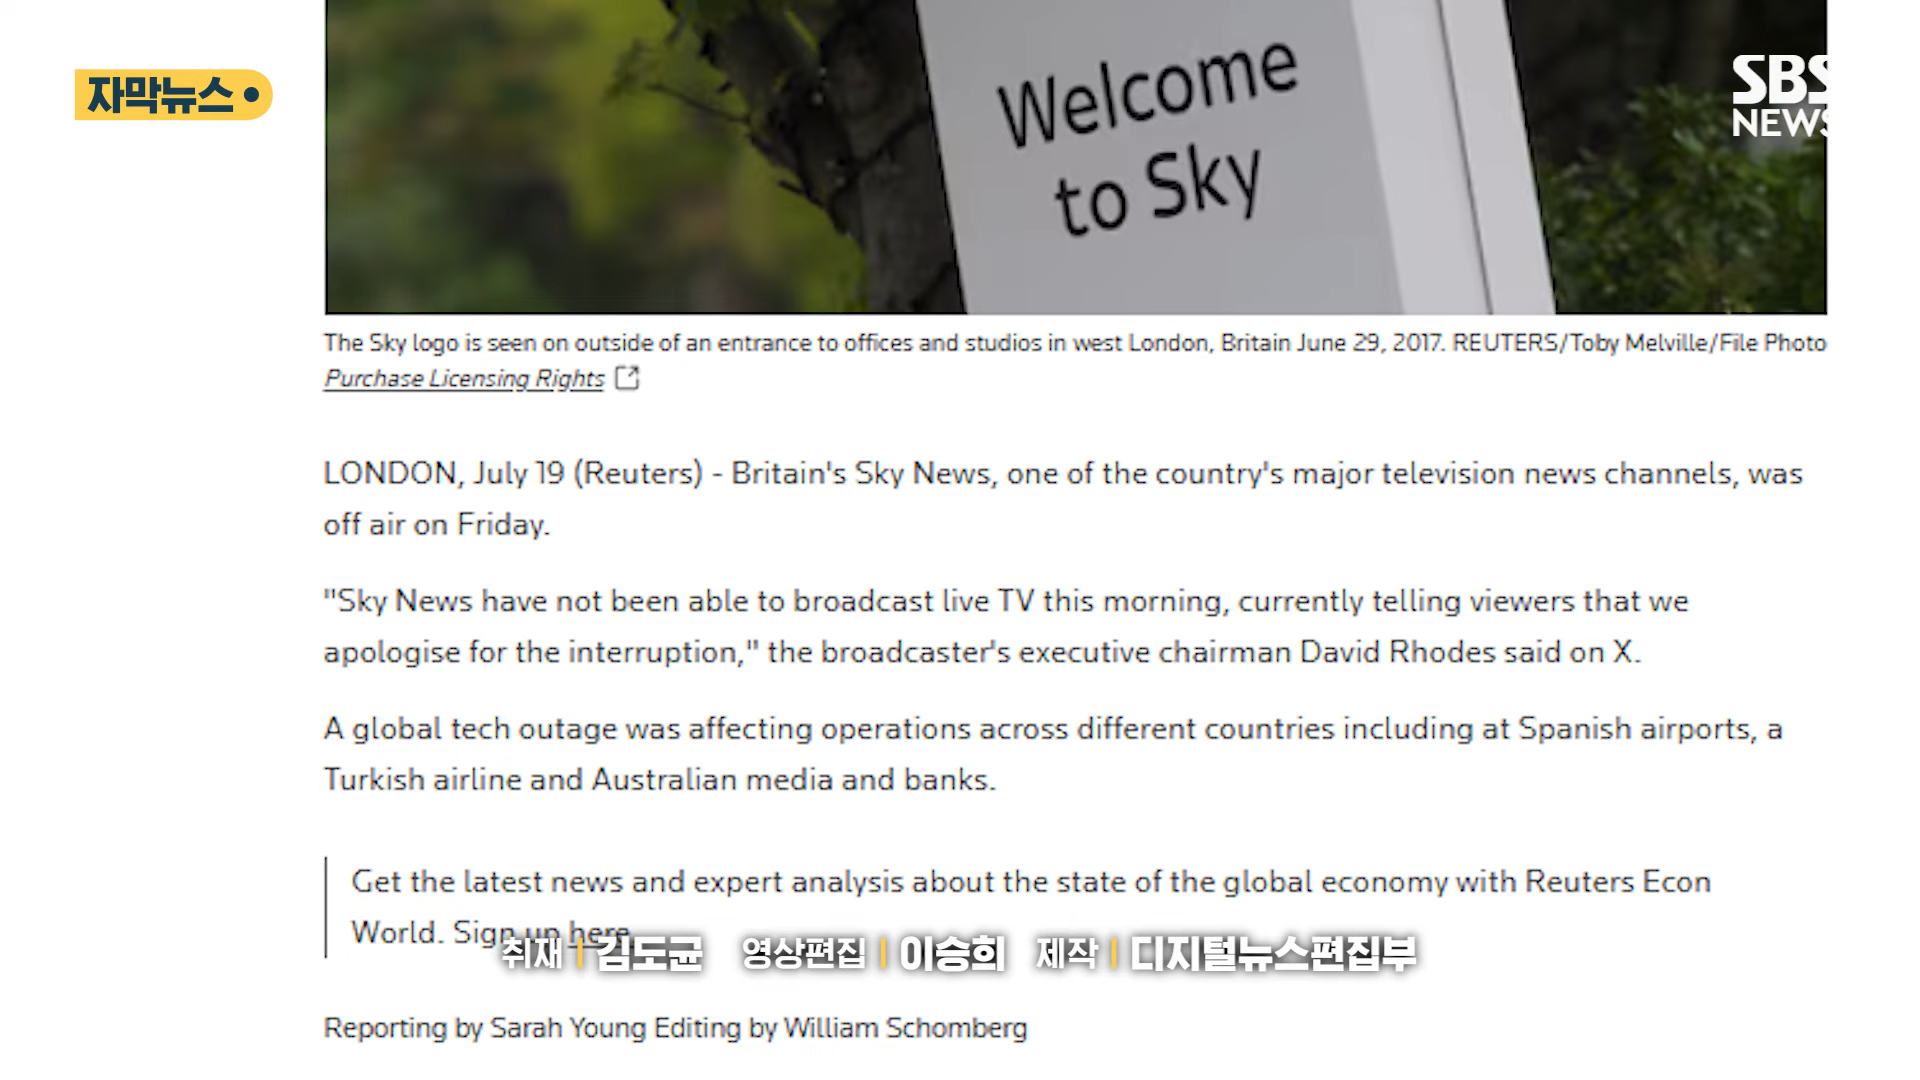 자막뉴스
SBS
NEWS
Welcome
to Sky
The Sky logo is seen on outside of an entrance to offices and studios in west London, Britain June 29, 2017. REUTERS/Toby Melville/File Photo
Purchase Licensing Rights
LONDON, July 19 (Reuters) - Britain's Sky News, one of the country's major television news channels, was
off air on Friday.
"Sky News have not been able to broadcast live TV this morning, currently telling viewers that we
apologise for the interruption," the broadcaster's executive chairman David Rhodes said on X.
A global tech outage was affecting operations across different countries including at Spanish airports, a
Turkish airline and Australian media and banks.
Get the latest news and expert analysis about the state of the global economy with Reuters Econ
World. Sign up here.
취재 | 김도균 영상편집 | 이승희 제작 | 디지털뉴스편집부
Reporting by Sarah Young Editing by William Schomberg